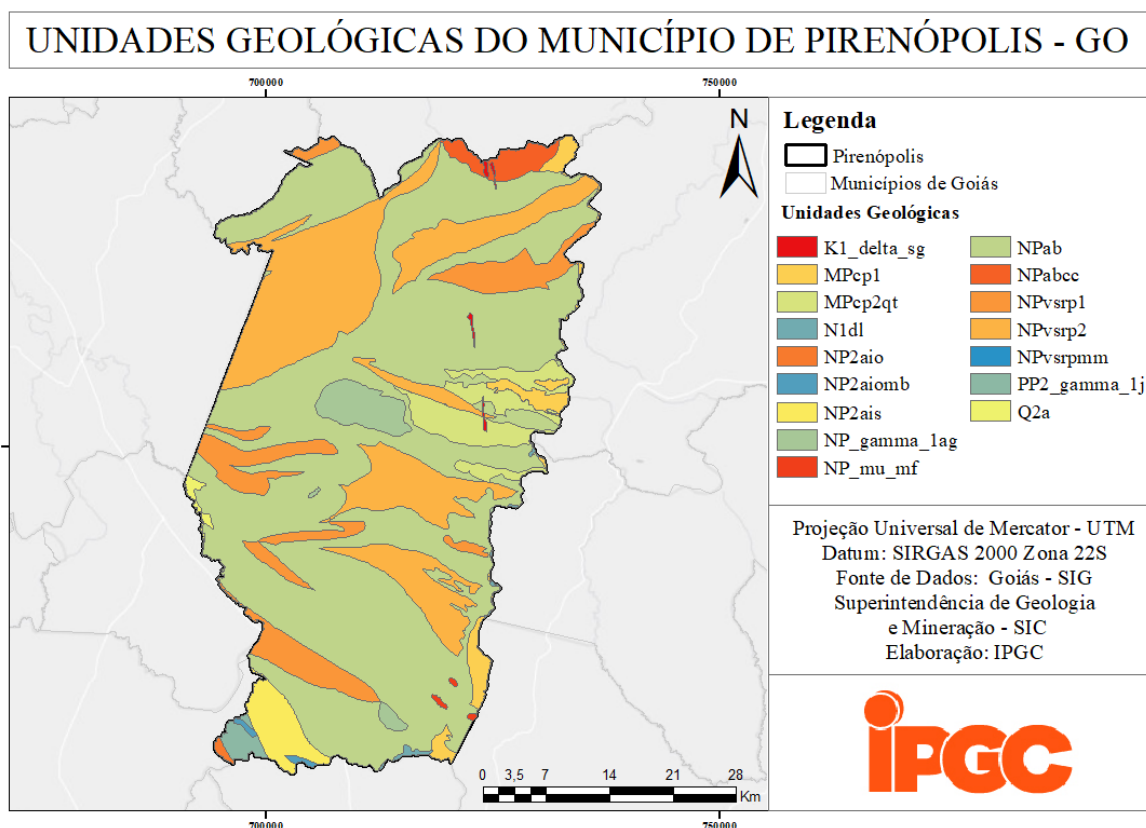 UNIDADES GEOLÓGICAS DO MUNICÍPIO DE PIRENÓPOLIS - GO
700000
750000
N
Legenda
Pirenópolis
Municípios de Goiás
Unidades Geológicas
K1_delta_sg
MPcp1
MPcp2qt
N1dl
NP2aio
NP2aiomb
NP2ais
NP_gamma_1ag
NP_mu_mf
NPab
NPabcc
NPvsrp1
NPvsrp2
NPvsrpmm
PP2_gamma_1j
Q2a
Projeção Universal de Mercator - UTM
Datum: SIRGAS 2000 Zona 22S
Fonte de Dados: Goiás - SIG
Superintendência de Geologia
e Mineração - SIC
Elaboração: IPGC
0 3,5 7 14 21 28
Km
iPGC
700000
750000